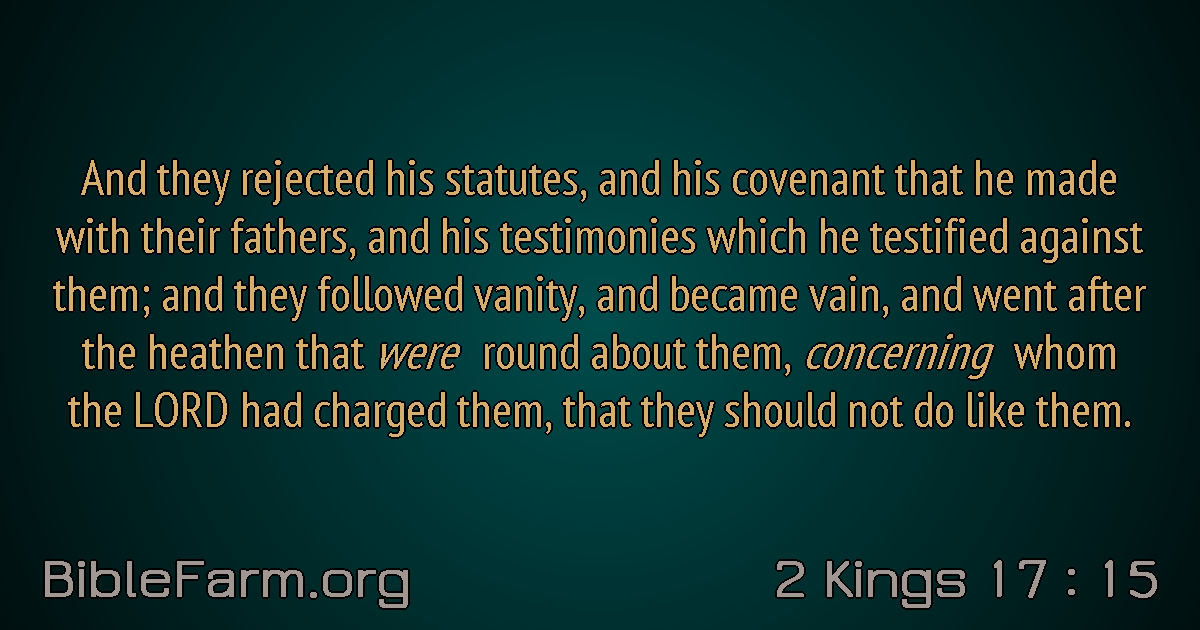 And they rejected his statutes, and his covenant that he made
with their fathers, and his testimonies which he testified against
them; and they followed vanity, and became vain, and went after
the heathen that were round about them, concerning whom
the LORD had charged them, that they should not do like them.
BibleFarm.org
2 Kings 17 : 15